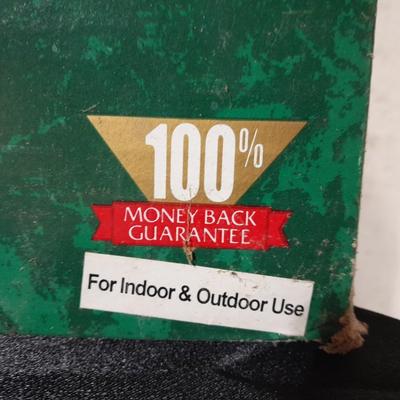 100%
MONEY BACK
GUARANTEE
For Indoor & Outdoor Use